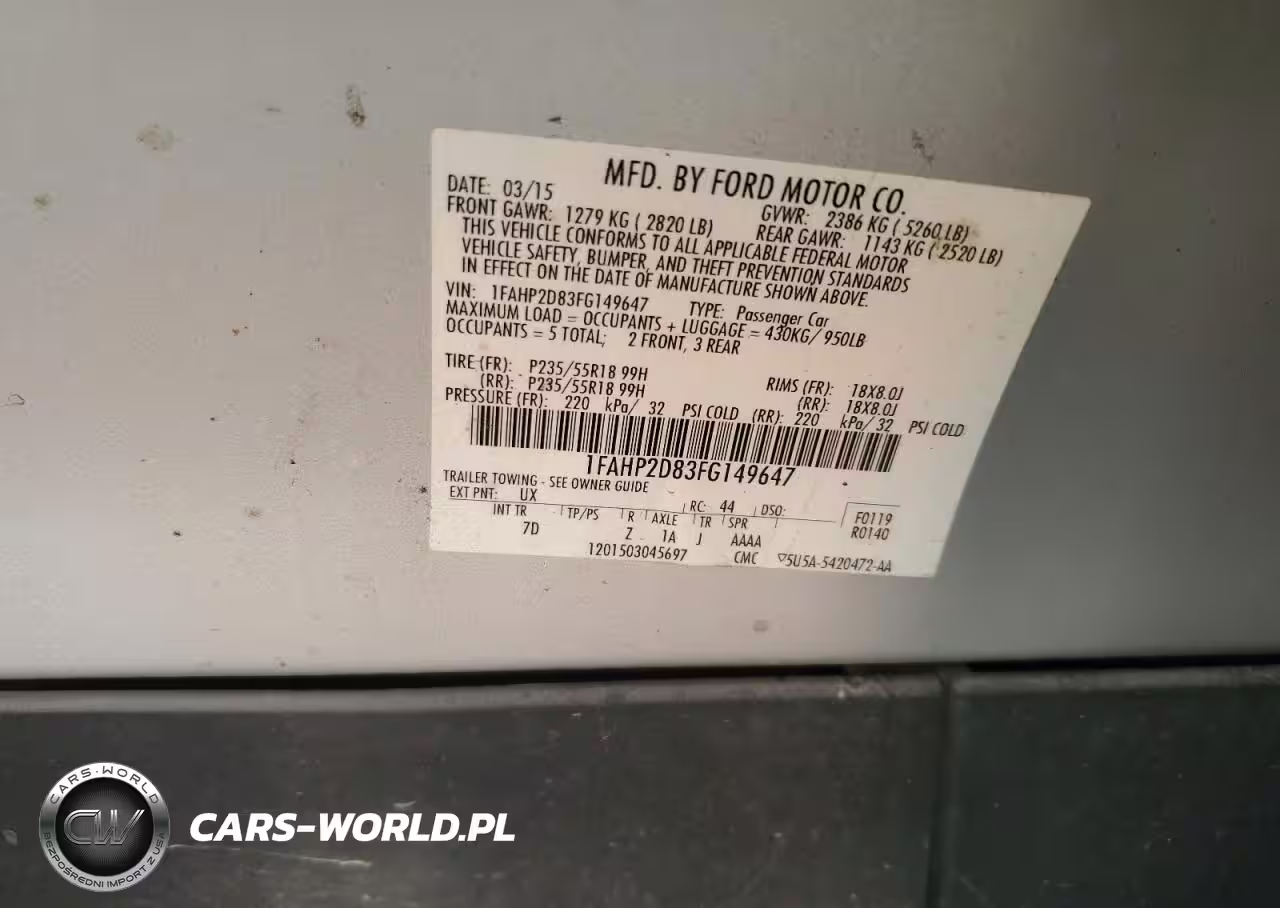 MFD. BY FORD MOTOR CO.
DATE: 03/15 GVWR: 2386 KG ( 5260 LB)
FRONT GAWR: 1279 KG ( 2820 LB) REAR GAWR: 1143 KG ( 2520 LB)
THIS VEHICLE CONFORMS TO ALL APPLICABLE FEDERAL MOTOR
VEHICLE SAFETY, BUMPER, AND THEFT PREVENTION STANDARDS
IN EFFECT ON THE DATE OF MANUFACTURE SHOWN ABOVE.
VIN: 1FAHP2D83FG149647 TYPE: Passenger Car
MAXIMUM LOAD = OCCUPANTS + LUGGAGE = 430KG/ 950LB
OCCUPANTS = 5 TOTAL; 2 FRONT, 3 REAR
TIRE (FR): P235/55R18 99H RIMS (FR): 18X8.0J
(RR): P235/55R18 99H (RR): 18X8.0J
PRESSURE (FR): 220 kPa/ 32 PSI COLD (RR): 220 kPa/ 32 PSI COLD
1FAHP2D83FG149647
TRAILER TOWING - SEE OWNER GUIDE
EXT PNT: UX RC: 44 DSO: F0119
INT TR TP/PS R AXLE TR SPR R0140
7D Z 1A J AAAA
1201503045697 CMC ▽5U5A-5420472-AA
CARS-WORLD
CW
BEZPOŚREDNI IMPORT Z USA
CARS-WORLD.PL